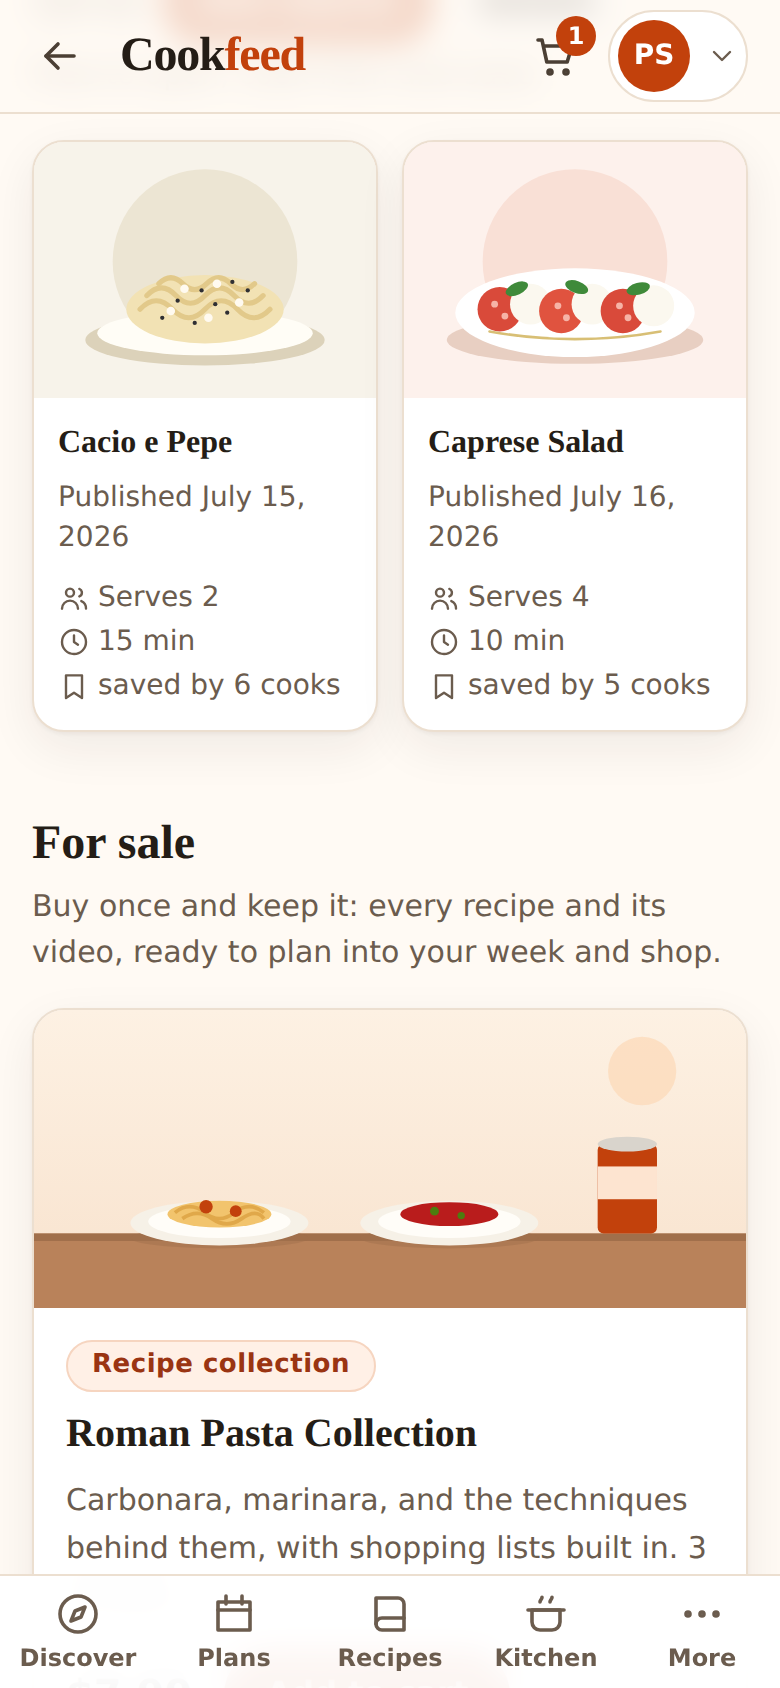 Cookfeed
1
PS
Cacio e Pepe
Published July 15,
2026
Serves 2
15 min
saved by 6 cooks
Caprese Salad
Published July 16,
2026
Serves 4
10 min
saved by 5 cooks
For sale
Buy once and keep it: every recipe and its
video, ready to plan into your week and shop.
Recipe collection
Roman Pasta Collection
Carbonara, marinara, and the techniques
behind them, with shopping lists built in. 3
Discover
Plans
Recipes
Kitchen
More